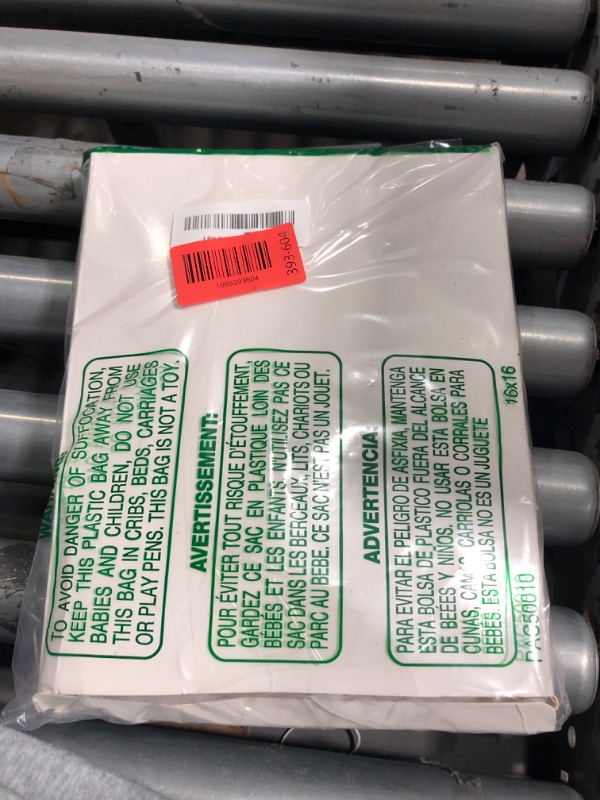 1089393604
393-604
WARNING:
TO AVOID DANGER OF SUFFOCATION,
KEEP THIS PLASTIC BAG AWAY FROM
BABIES AND CHILDREN, DO NOT USE
THIS BAG IN CRIBS, BEDS, CARRIAGES
OR PLAY PENS. THIS BAG IS NOT A TOY.
AVERTISSEMENT:
POUR ÉVITER TOUT RISQUE D'ÉTOUFFEMENT,
GARDEZ CE SAC EN PLASTIQUE LOIN DES
BÉBÉS ET LES ENFANTS. N'UTILISEZ PAS CE
SAC DANS LES BERCEAUX, LITS, CHARIOTS OU
PARC AU BEBE. CE SAC N'EST PAS UN JOUET.
ADVERTENCIA:
PARA EVITAR EL PELIGRO DE ASFIXIA, MANTENGA
ESTA BOLSA DE PLASTICO FUERA DEL ALCANCE
DE BEÉES Y NIÑOS. NO USAR ESTA BOLSA EN
CUNAS, CAMAS, CARRIOLAS O CORRALES PARA
BEBÉS. ESTA BOLSA NO ES UN JUGUETE
16x16
PAC50010